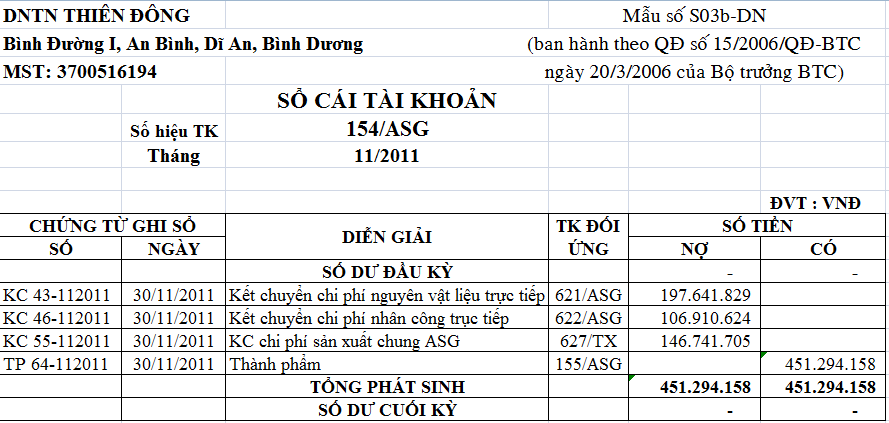 DNTN THIÊN ĐÔNG Mẫu số S03b-DN
Bình Đường I, An Bình, Dĩ An, Bình Dương (ban hành theo QĐ số 15/2006/QĐ-BTC
MST: 3700516194 ngày 20/3/2006 của Bộ trưởng BTC)
SỔ CÁI TÀI KHOẢN
Số hiệu TK 154/ASG
Tháng 11/2011
ĐVT : VNĐ
CHỨNG TỪ GHI SỔ DIỄN GIẢI TK ĐỐI ỨNG SỐ TIỀN
SỐ NGÀY NỢ CÓ
SỐ DƯ ĐẦU KỲ - -
KC 43-112011 30/11/2011 Kết chuyển chi phí nguyên vật liệu trực tiếp 621/ASG 197.641.829
KC 46-112011 30/11/2011 Kết chuyển chi phí nhân công trục tiếp 622/ASG 106.910.624
KC 55-112011 30/11/2011 KC chi phí sản xuất chung ASG 627/TX 146.741.705
TP 64-112011 30/11/2011 Thành phẩm 155/ASG 451.294.158
TỔNG PHÁT SINH 451.294.158 451.294.158
SỐ DƯ CUỐI KỲ - -